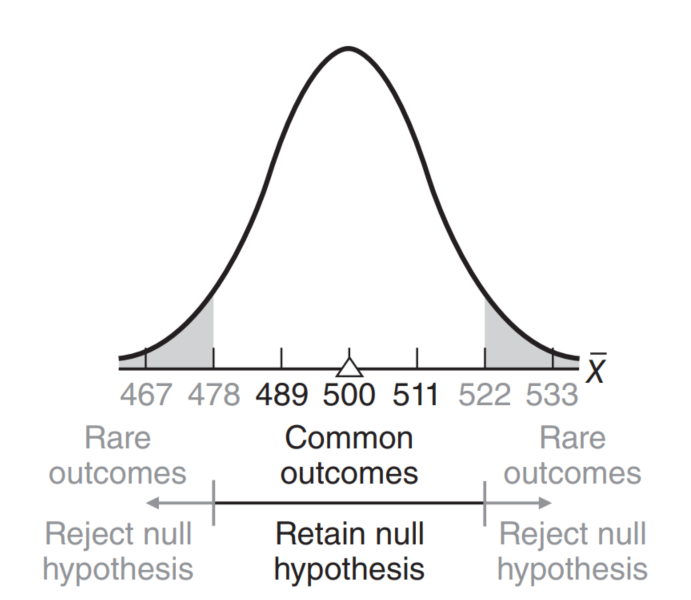 467 478 489 500 511 522 533 X̄
Rare
outcomes
Common
outcomes
Rare
outcomes
Reject null
hypothesis
Retain null
hypothesis
Reject null
hypothesis